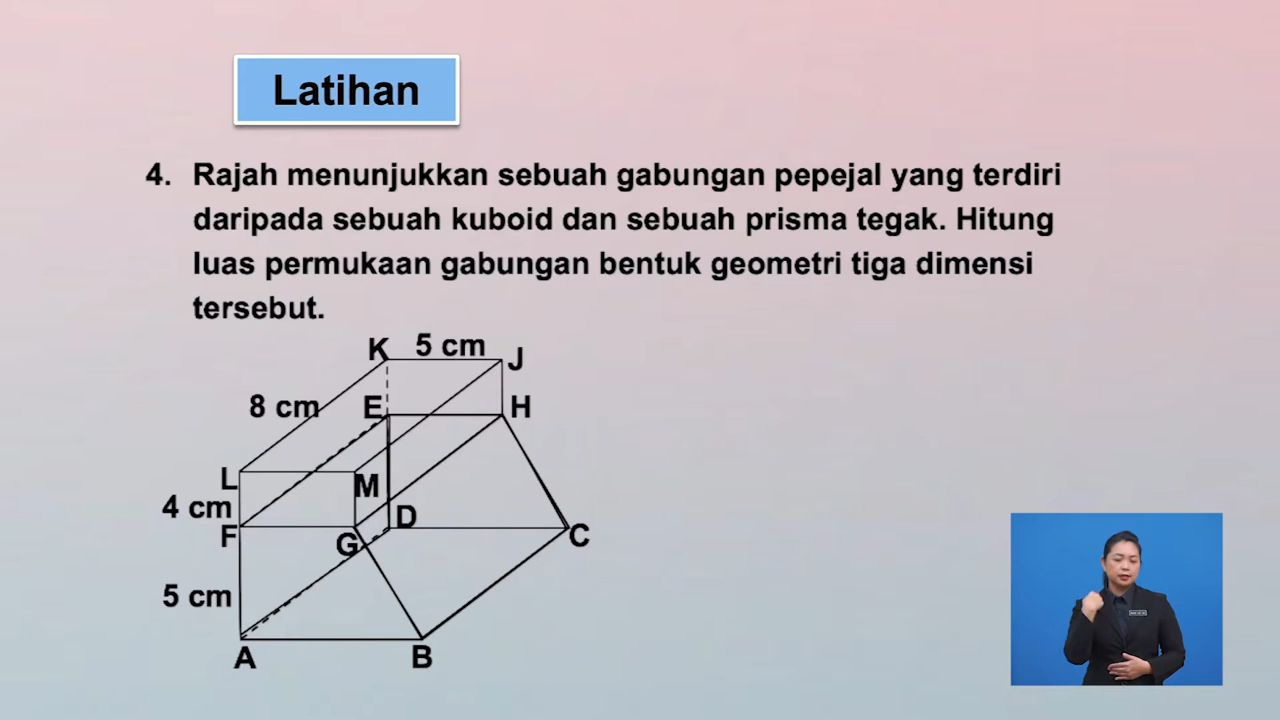 Latihan
4. Rajah menunjukkan sebuah gabungan pepejal yang terdiri
daripada sebuah kuboid dan sebuah prisma tegak. Hitung
luas permukaan gabungan bentuk geometri tiga dimensi
tersebut.
K 5 cm J
8 cm E H
L M
4 cm D
F G C
5 cm
A B